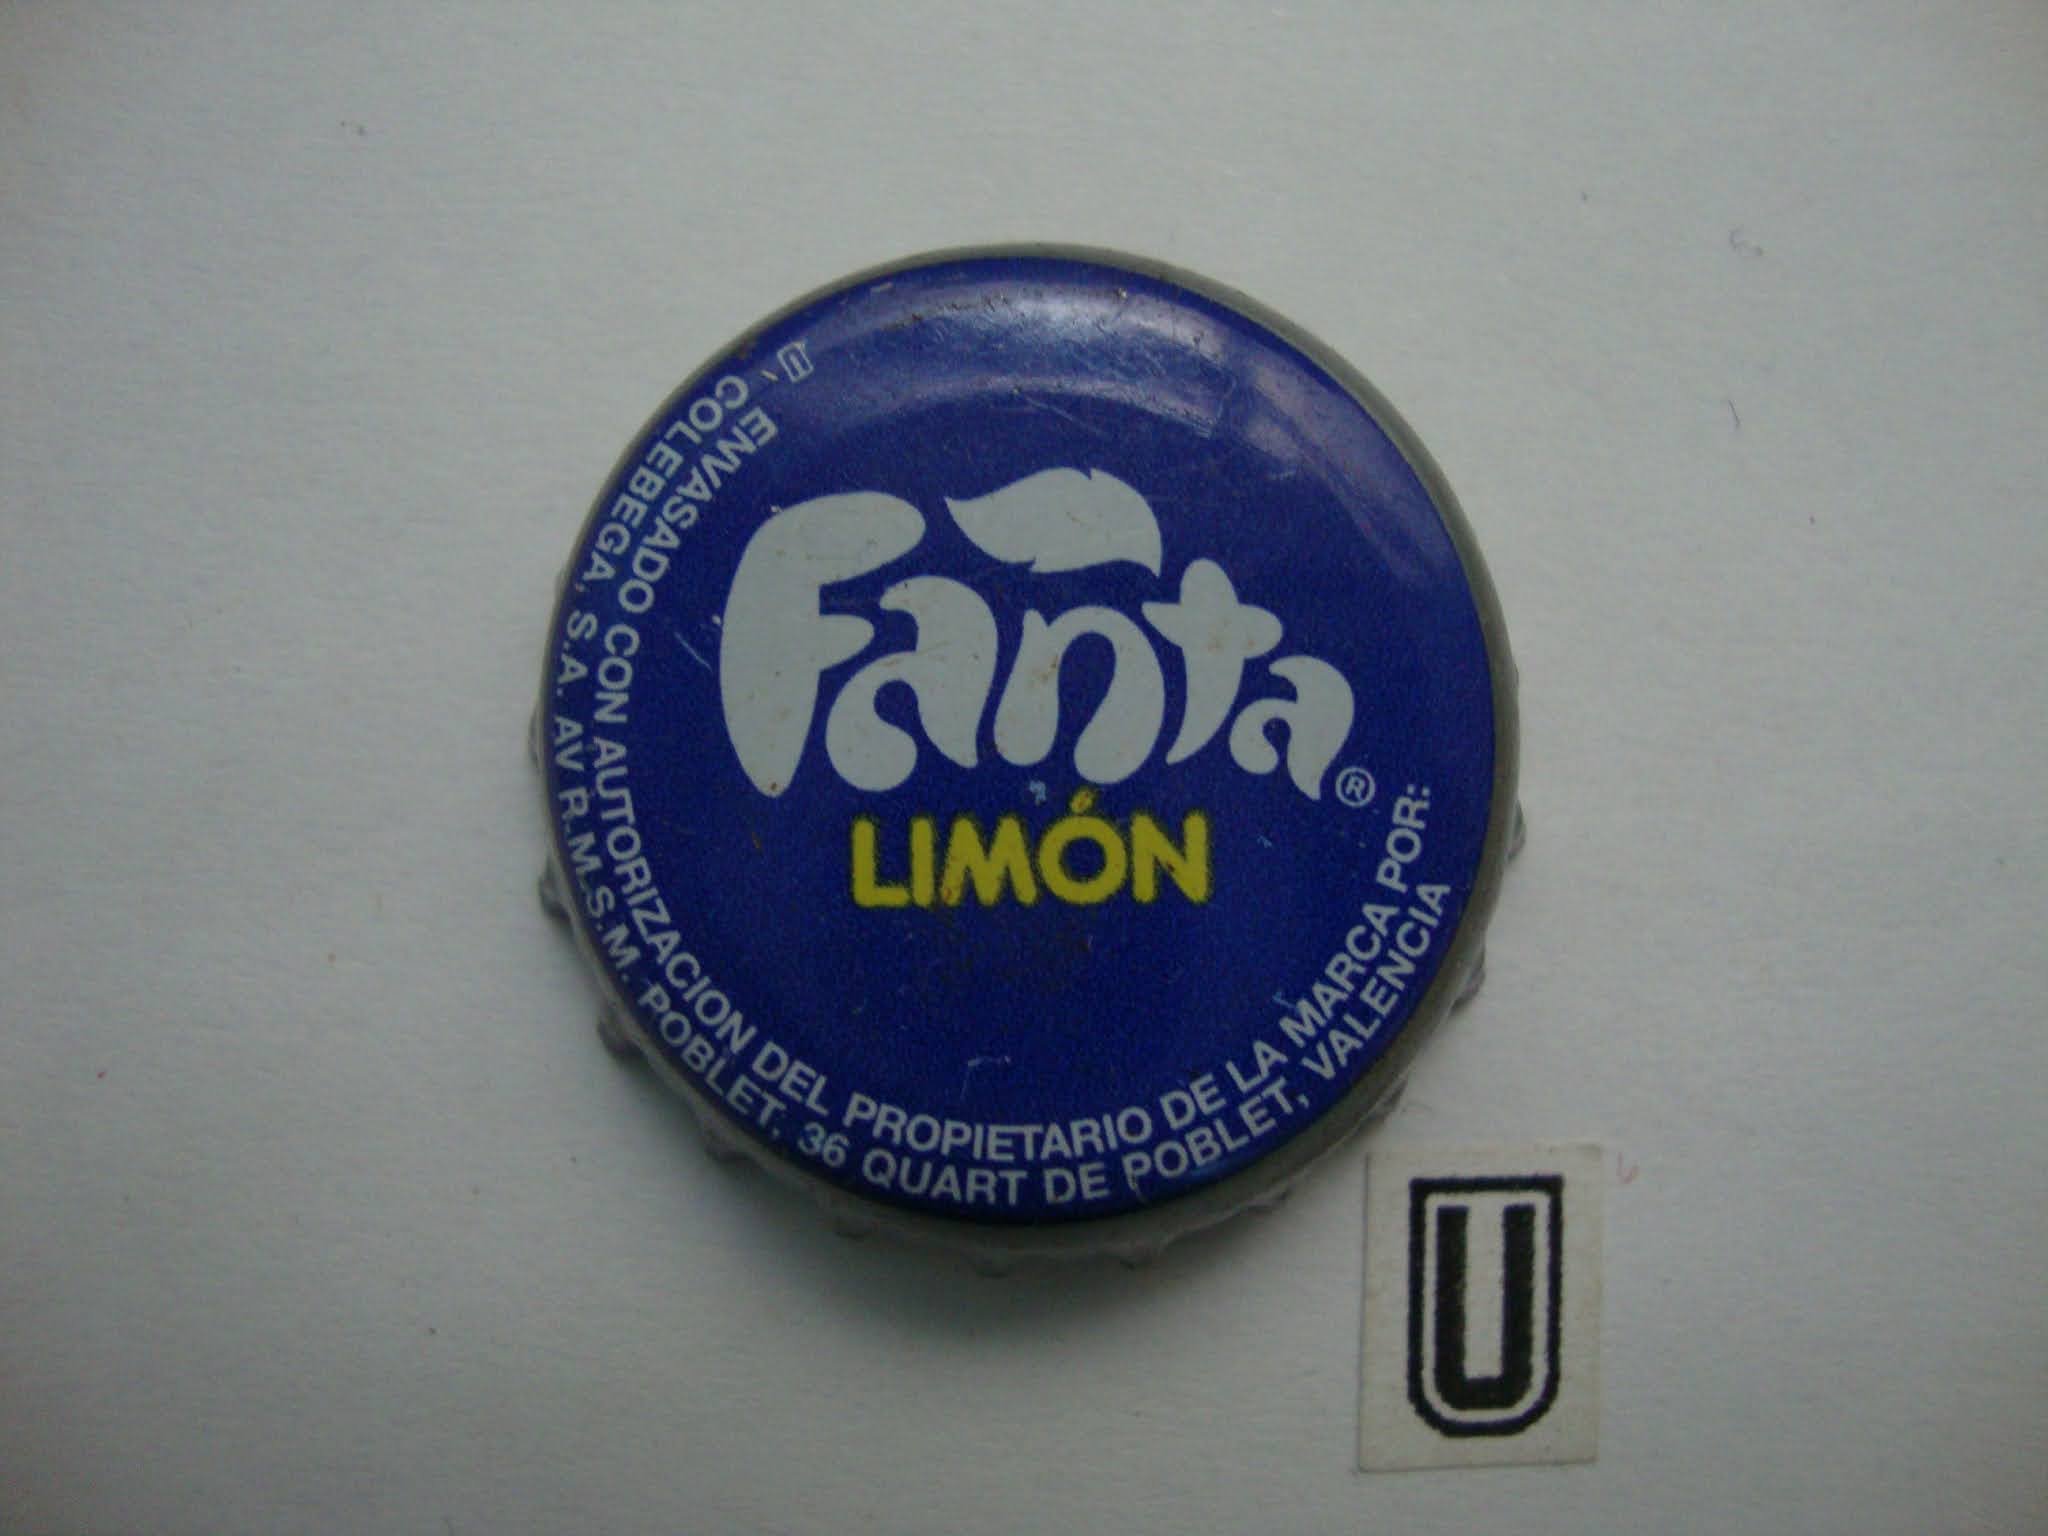 Fanta®
LIMÓN
ENVASADO CON AUTORIZACION DEL PROPIETARIO DE LA MARCA POR:
COLEBEGA, S.A. AV R.M.S.M. POBLET, 36 QUART DE POBLET, VALENCIA
U
U